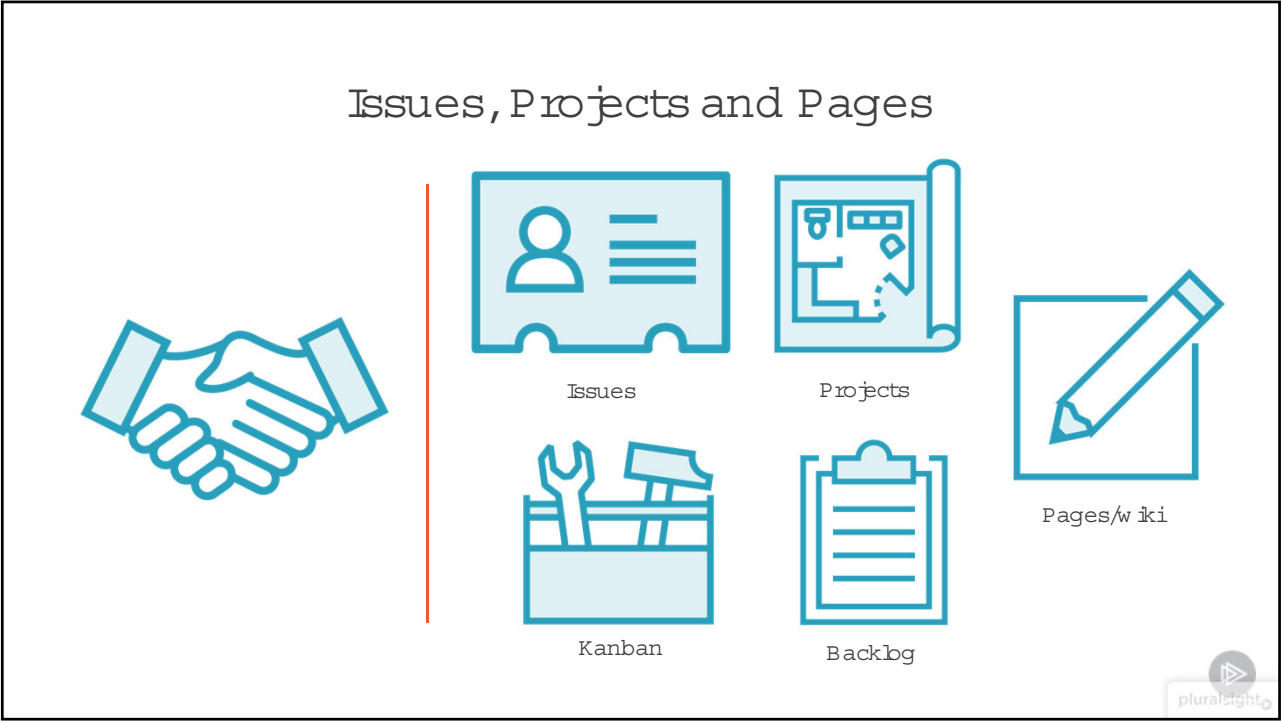 Issues, Projects and Pages
Issues
Projects
Pages/wiki
Kanban
Backlog
pluralsight